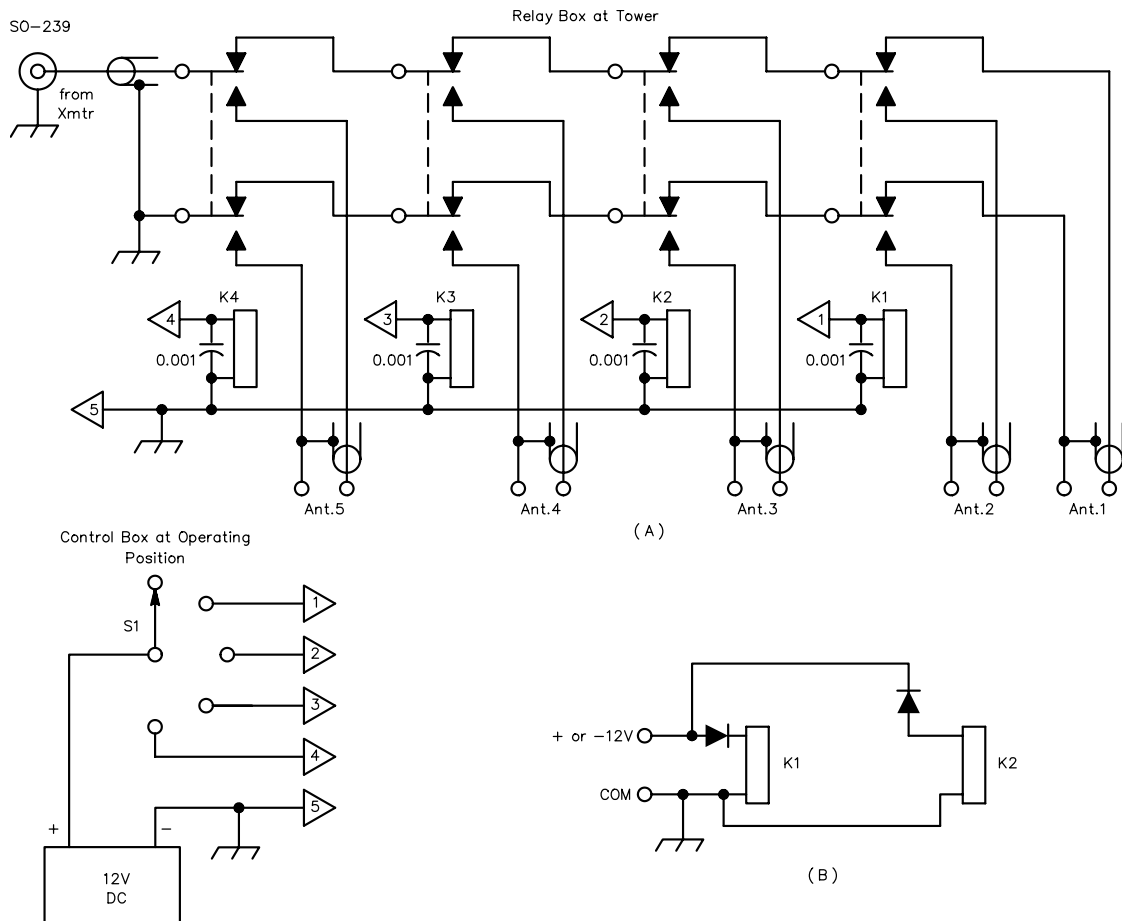 Relay Box at Tower
SO-239
from
Xmtr
K4
K3
K2
K1
4
3
2
1
0.001
0.001
0.001
0.001
5
Ant.5
Ant.4
Ant.3
Ant.2
Ant.1
(A)
Control Box at Operating
Position
S1
1
2
3
4
5
+
−
12V
DC
+ or -12V
K1
K2
COM
(B)